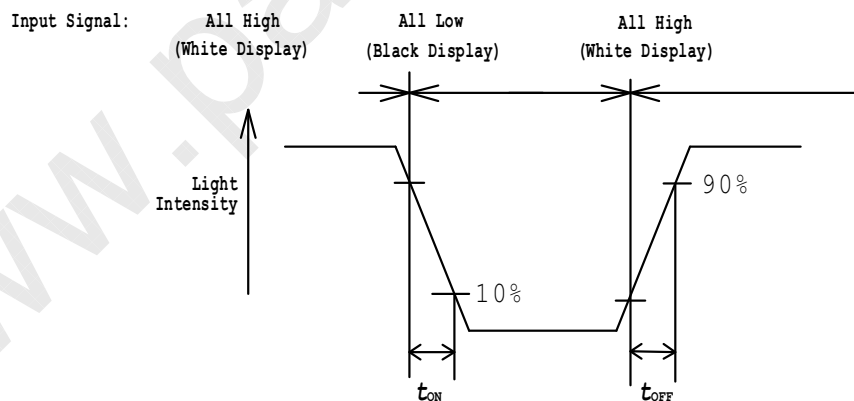 Input Signal: All High All Low All High
(White Display) (Black Display) (White Display)
Light
Intensity
90%
10%
tON tOFF